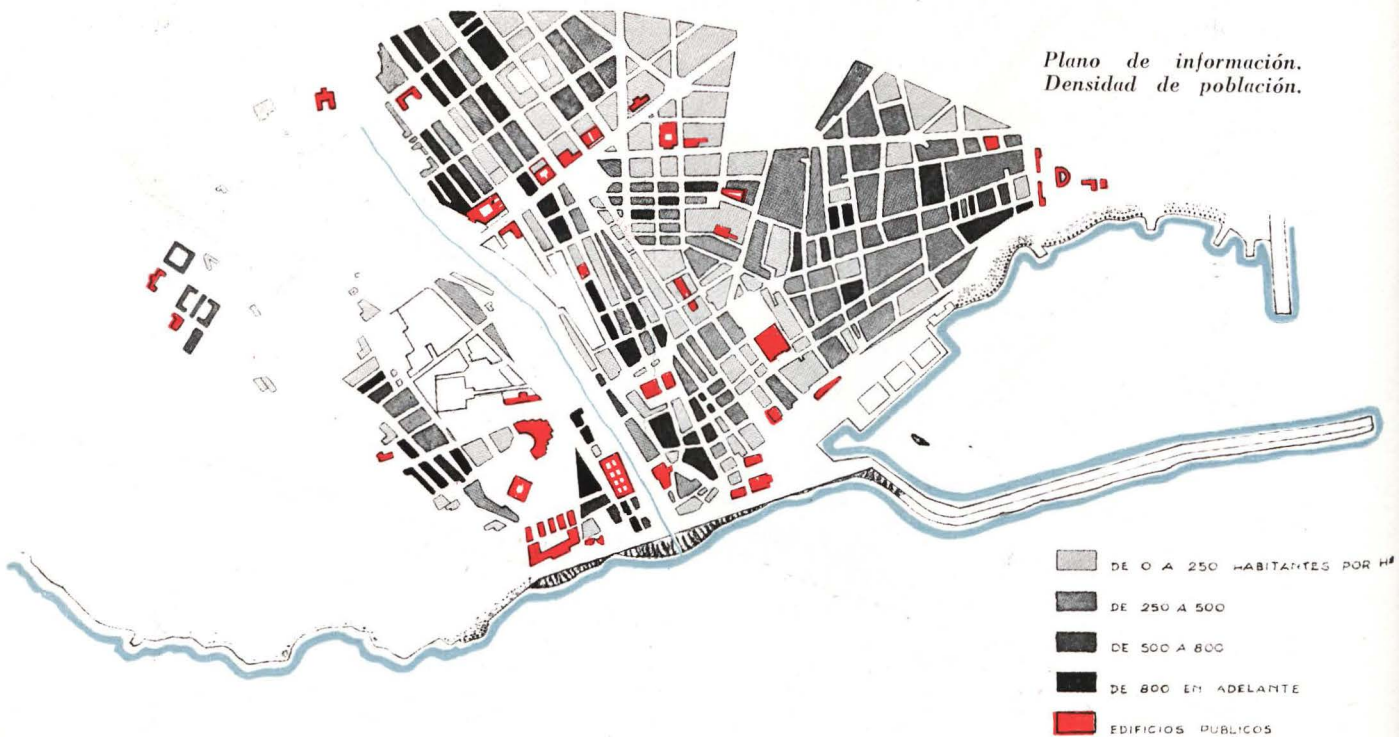 Plano de información.
Densidad de población.
DE 0 A 250 HABITANTES POR Hª
DE 250 A 500
DE 500 A 800
DE 800 EN ADELANTE
EDIFICIOS PUBLICOS